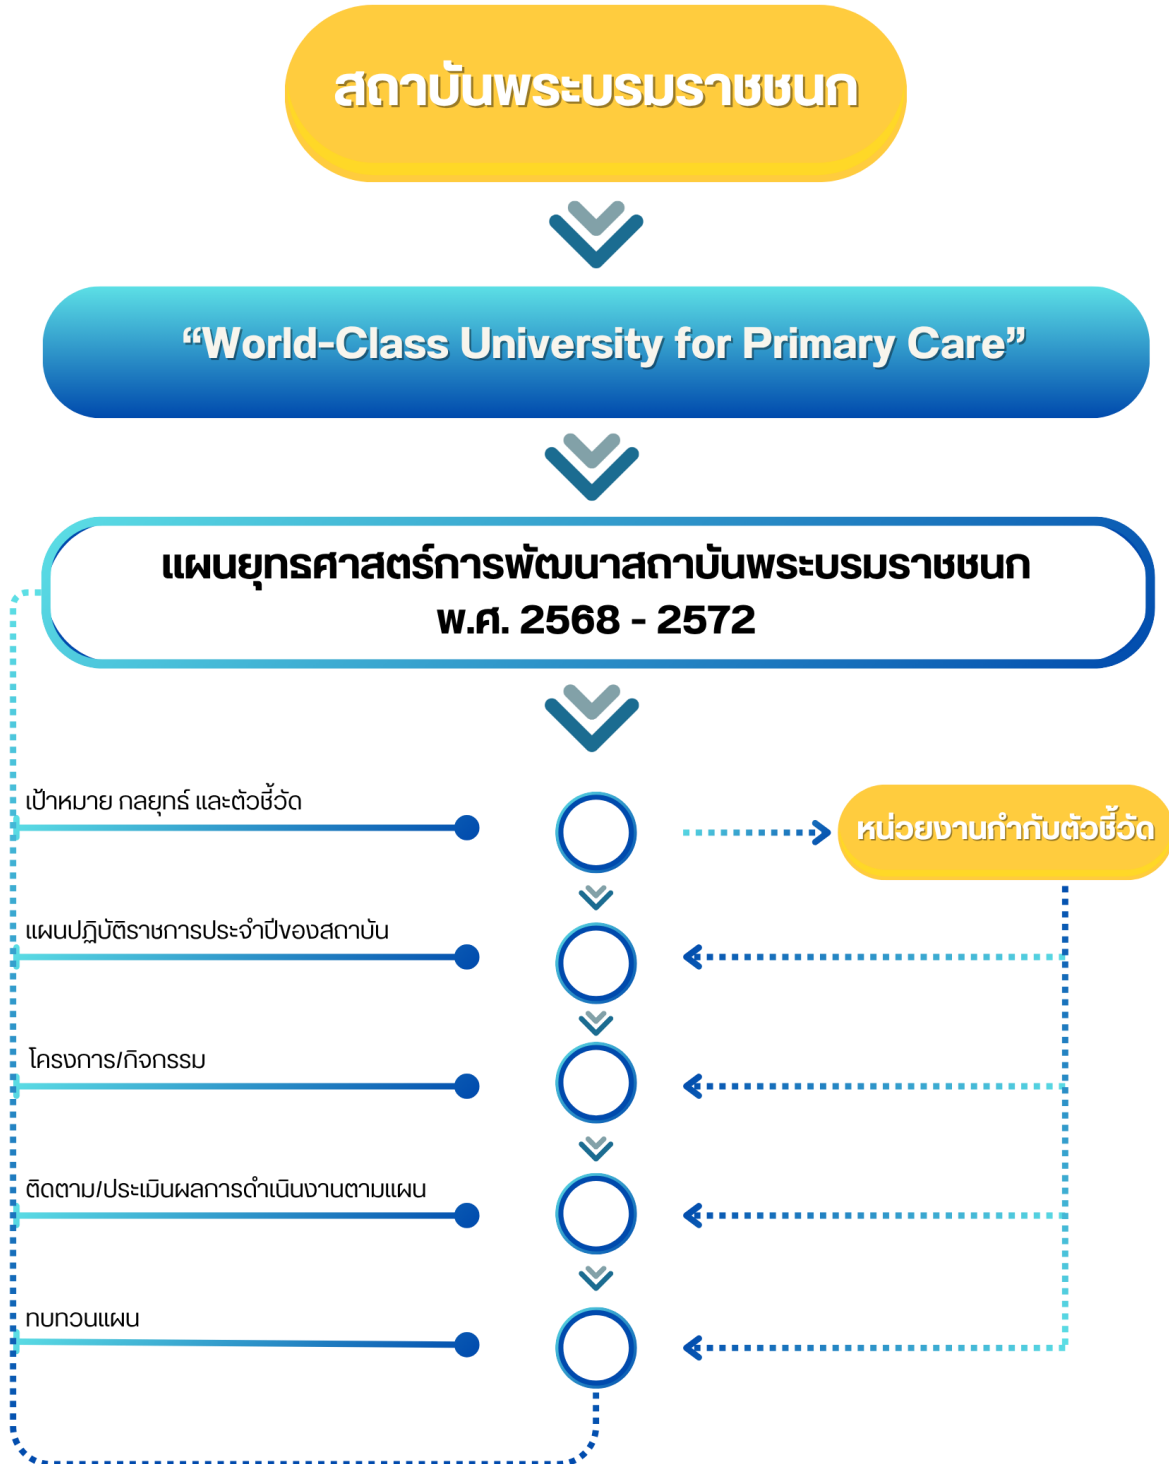 สถาบันพระบรมราชชนก
“World-Class University for Primary Care”
แผนยุทธศาสตร์การพัฒนาสถาบันพระบรมราชชนก
พ.ศ. 2568 - 2572
เป้าหมาย กลยุทธ์ และตัวชี้วัด
หน่วยงานกำกับตัวชี้วัด
แผนปฏิบัติราชการประจำปีของสถาบัน
โครงการ/กิจกรรม
ติดตาม/ประเมินผลการดำเนินงานตามแผน
ทบทวนแผน